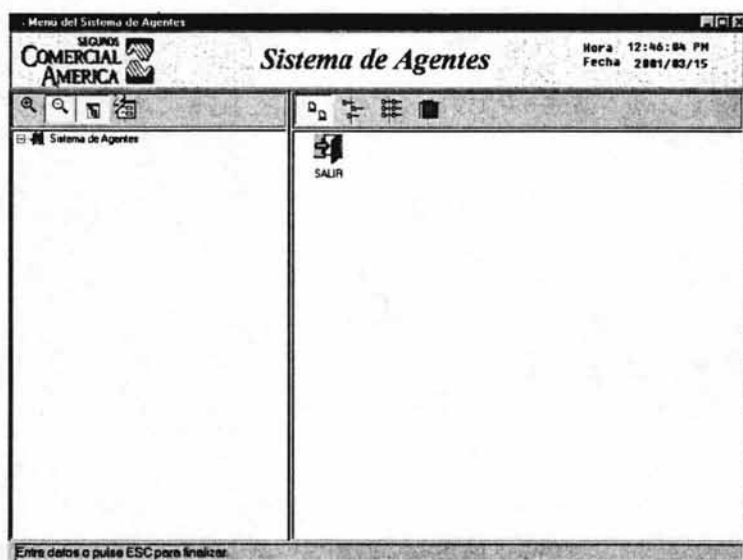 Menú del Sistema de Agentes
SEGUROS
COMERCIAL
AMERICA
Sistema de Agentes
Hora 12:46:04 PM
Fecha 2001/03/15
Sistema de Agentes
SALIR
Entre datos o pulse ESC para finalizar.